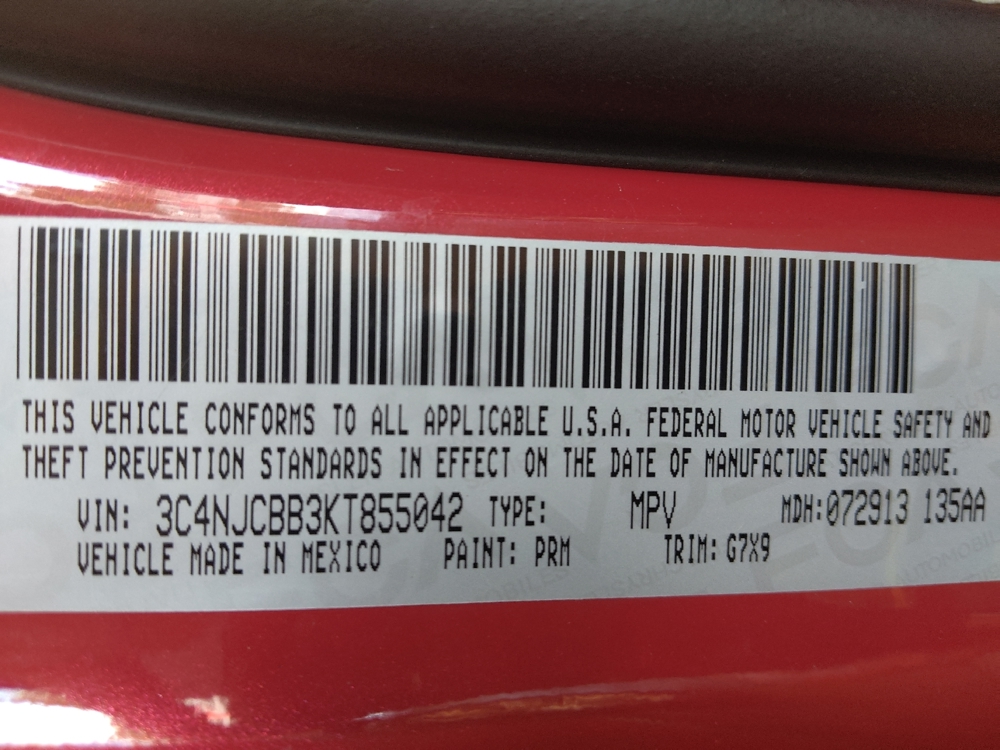 THIS VEHICLE CONFORMS TO ALL APPLICABLE U.S.A. FEDERAL MOTOR VEHICLE SAFETY AND
THEFT PREVENTION STANDARDS IN EFFECT ON THE DATE OF MANUFACTURE SHOWN ABOVE.
VIN: 3C4NJCBB3KT855042 TYPE: MPV MDH:072913 135AA
VEHICLE MADE IN MEXICO PAINT: PRM TRIM: G7X9